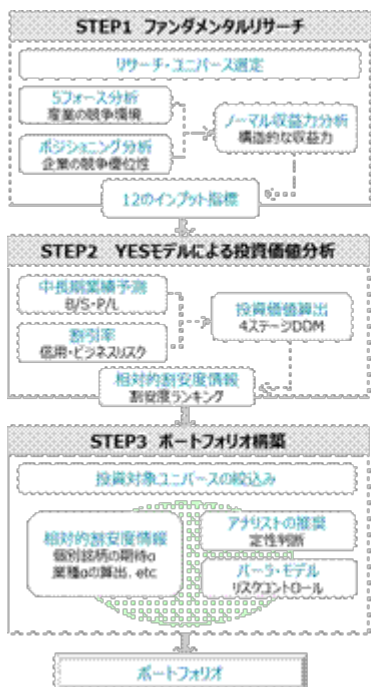 STEP1 ファンダメンタルリサーチ
リサーチ・ユニバース選定
5フォース分析
産業の競争環境
ポジショニング分析
企業の競争優位性
ノーマル収益力分析
構造的な収益力
12のインプット指標
STEP2 YESモデルによる投資価値分析
中長期業績予測
B/S・P/L
割引率
信用・ビジネスリスク
投資価値算出
4ステージDDM
相対的割安度情報
割安度ランキング
STEP3 ポートフォリオ構築
投資対象ユニバースの絞込み
相対的割安度情報
個別銘柄の期待α
業種αの算出、etc
アナリストの推奨
定性判断
バーラ・モデル
リスクコントロール
ポートフォリオ